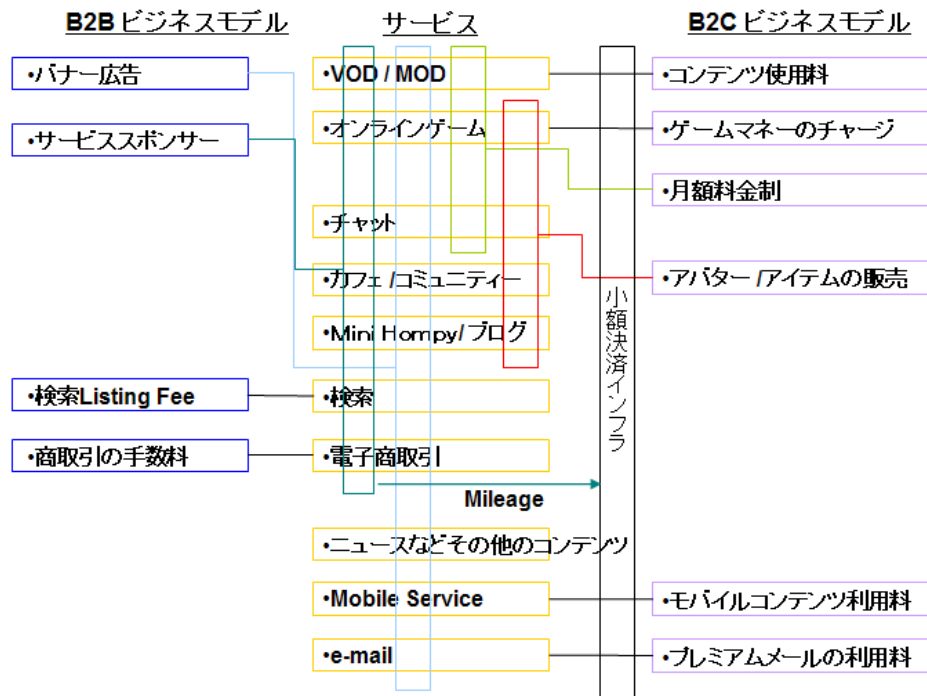 B2B ビジネスモデル
サービス
B2C ビジネスモデル
•バナー広告
•VOD / MOD
•コンテンツ使用料
•サービススポンサー
•オンラインゲーム
•ゲームマネーのチャージ
•月額料金制
•チャット
•カフェ /コミュニティー
•アバター /アイテムの販売
小額決済インフラ
•Mini Hompy/ ブログ
•検索Listing Fee
•検索
•商取引の手数料
•電子商取引
Mileage
•ニュースなどその他のコンテンツ
•Mobile Service
•モバイルコンテンツ利用料
•e-mail
•プレミアムメールの利用料